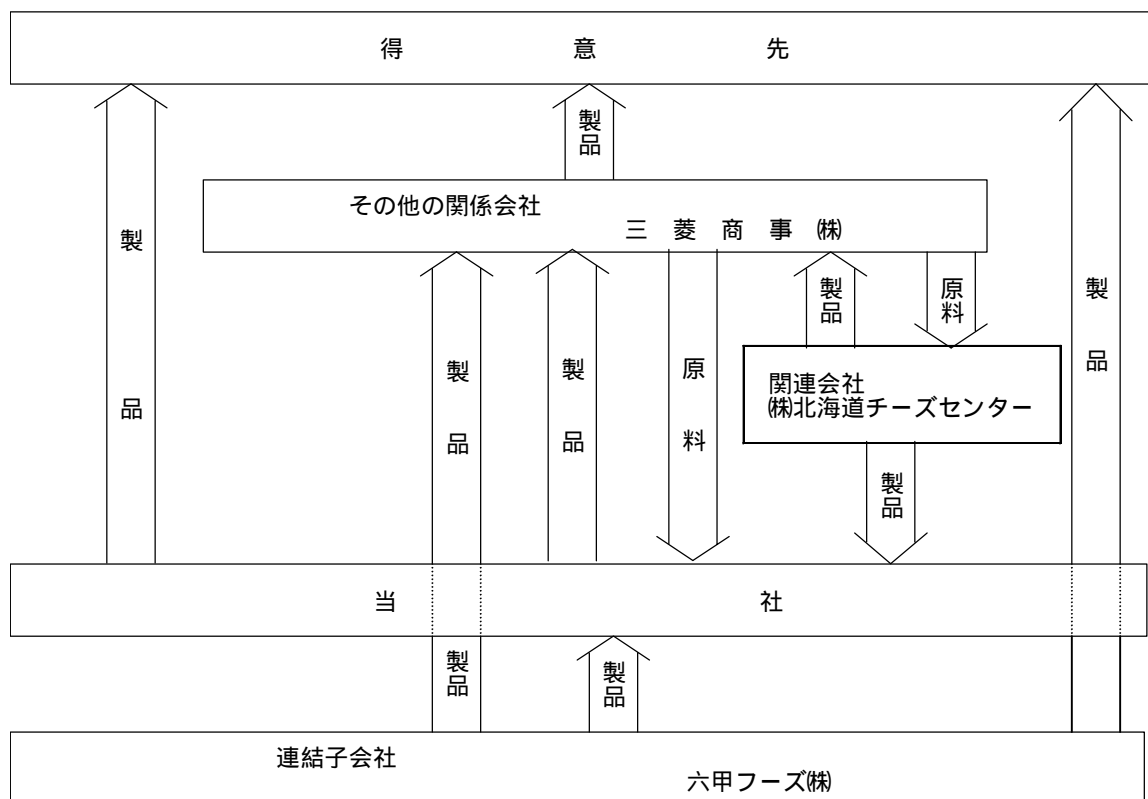 得意先
製品
その他の関係会社
三菱商事㈱
製品
製品
製品
製品
原料
製品
原料
関連会社
㈱北海道チーズセンター
製品
当社
製品
製品
連結子会社
六甲フーズ㈱